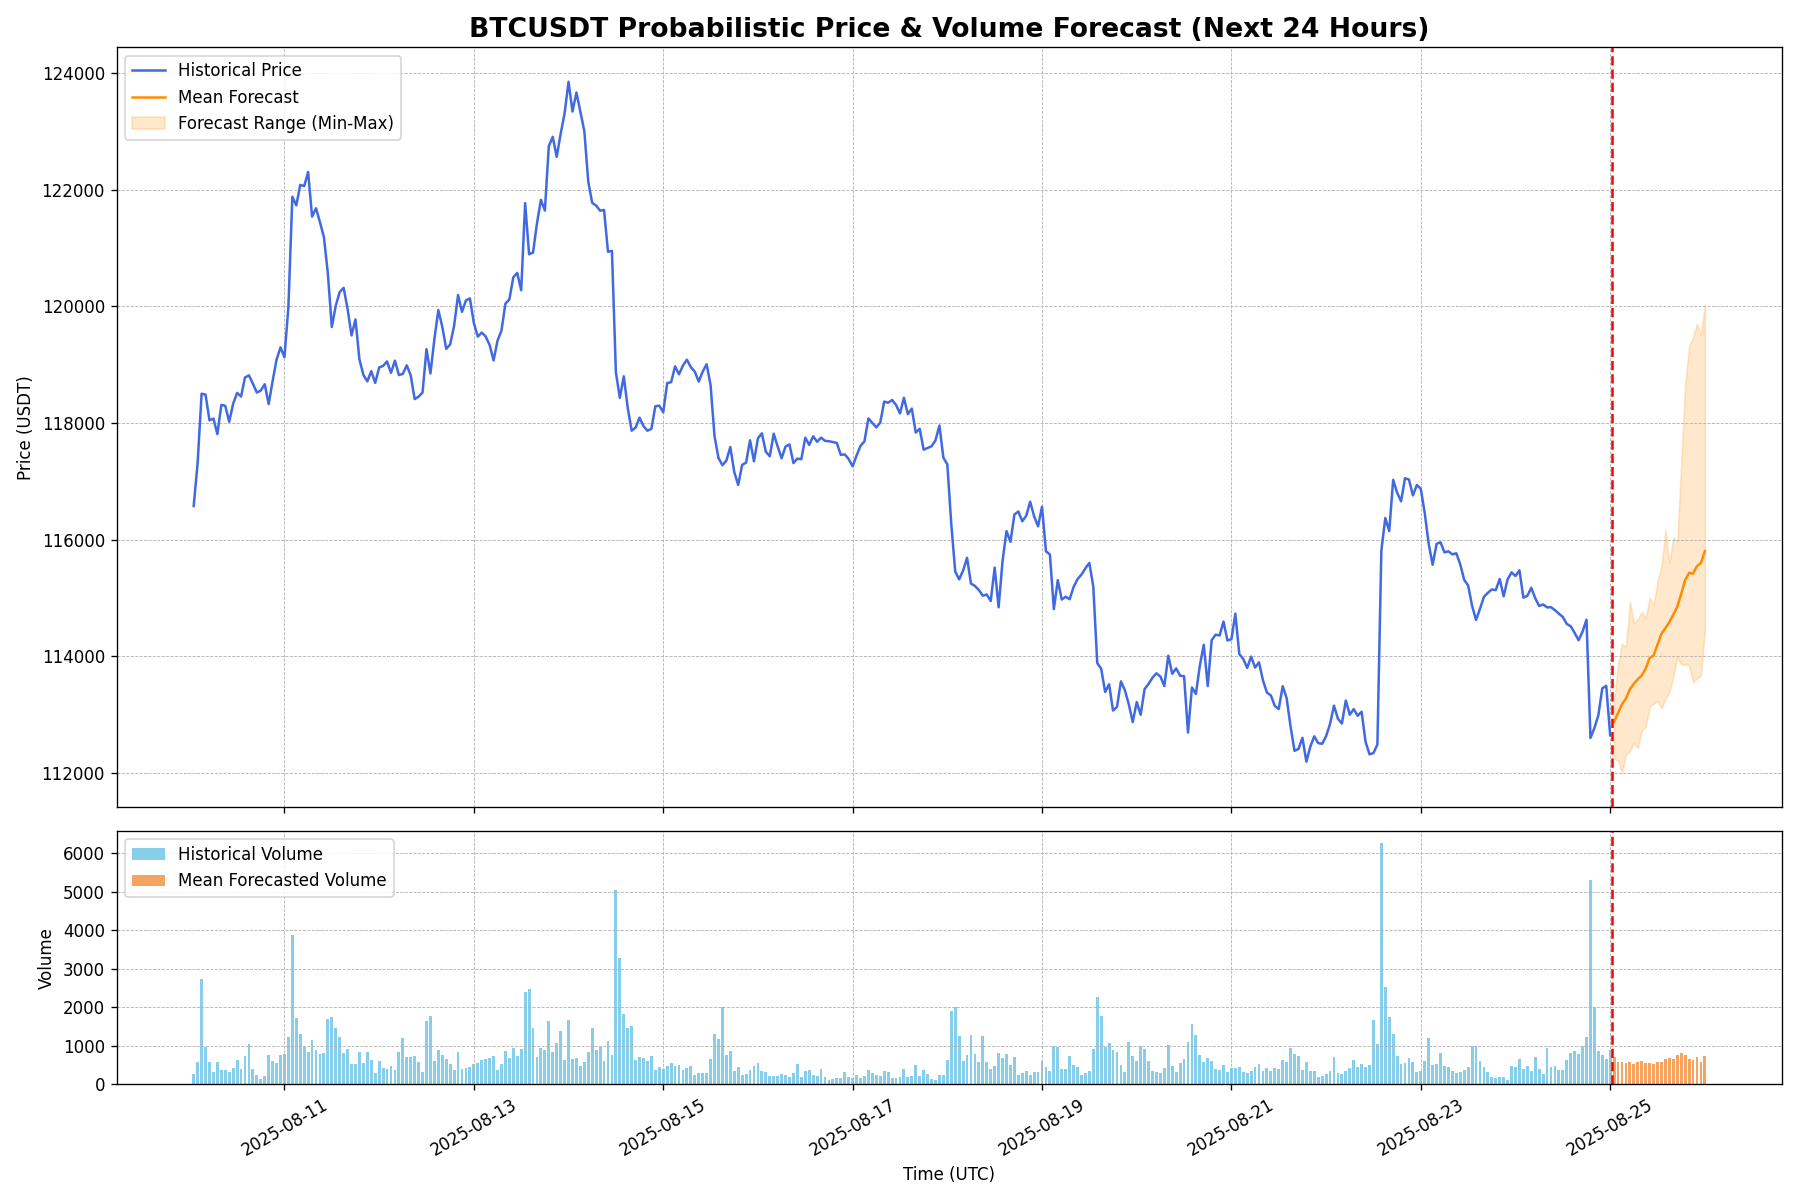 BTCUSDT Probabilistic Price & Volume Forecast (Next 24 Hours)
Historical Price
Mean Forecast
Forecast Range (Min-Max)
124000
122000
120000
118000
116000
114000
112000
Price (USDT)
Historical Volume
Mean Forecasted Volume
6000
5000
4000
3000
2000
1000
0
Volume
2025-08-11
2025-08-13
2025-08-15
2025-08-17
2025-08-19
2025-08-21
2025-08-23
2025-08-25
Time (UTC)